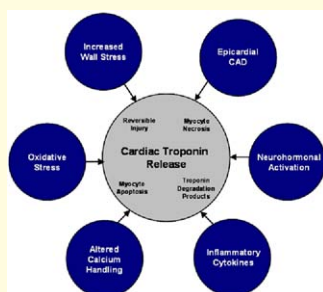 Increased
Wall Stress
Epicardial
CAD
Reversible
Injury
Myocyte
Necrosis
Cardiac Troponin
Release
Oxidative
Stress
Neurohormonal
Activation
Myocyte
Apoptosis
Troponin
Degradation
Products
Altered
Calcium
Handling
Inflammatory
Cytokines